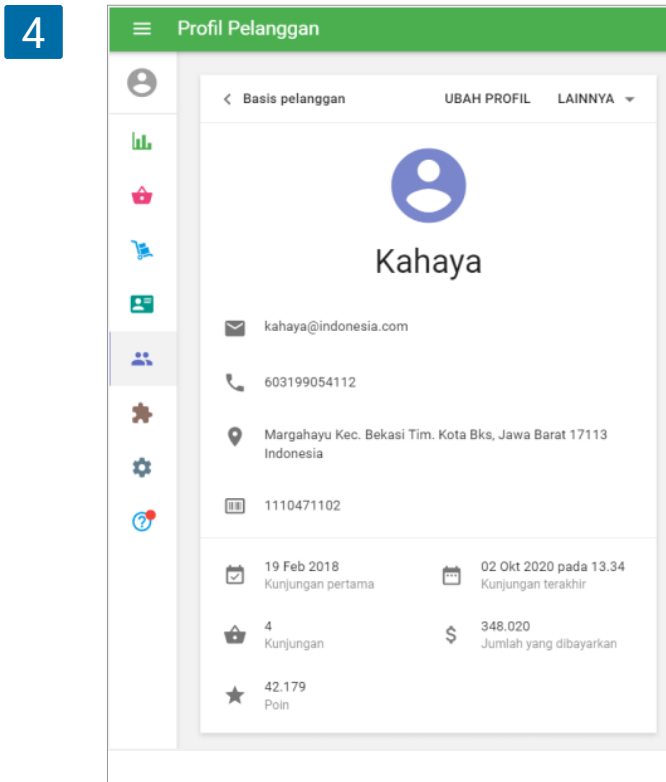 4
Profil Pelanggan
Basis pelanggan
UBAH PROFIL
LAINNYA
Kahaya
kahaya@indonesia.com
603199054112
Margahayu Kec. Bekasi Tim. Kota Bks, Jawa Barat 17113
Indonesia
1110471102
19 Feb 2018
Kunjungan pertama
02 Okt 2020 pada 13.34
Kunjungan terakhir
4
Kunjungan
348.020
Jumlah yang dibayarkan
42.179
Poin